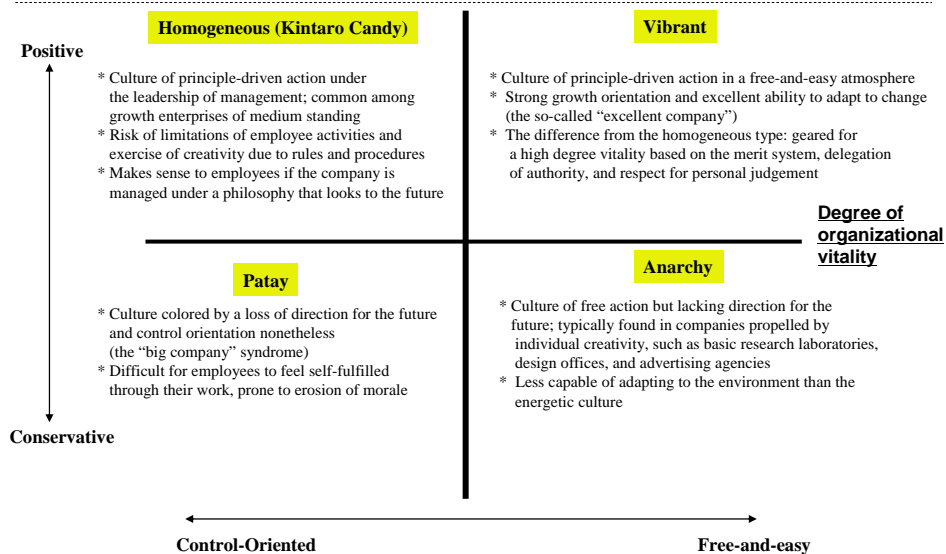 Homogeneous (Kintaro Candy)
Vibrant
Positive
* Culture of principle-driven action under
the leadership of management; common among
growth enterprises of medium standing
* Risk of limitations of employee activities and
exercise of creativity due to rules and procedures
* Makes sense to employees if the company is
managed under a philosophy that looks to the future
* Culture of principle-driven action in a free-and-easy atmosphere
* Strong growth orientation and excellent ability to adapt to change
(the so-called “excellent company”)
* The difference from the homogeneous type: geared for
a high degree vitality based on the merit system, delegation
of authority, and respect for personal judgement
Degree of
organizational
vitality
Patay
* Culture colored by a loss of direction for the future
and control orientation nonetheless
(the “big company” syndrome)
* Difficult for employees to feel self-fulfilled
through their work, prone to erosion of morale
Anarchy
* Culture of free action but lacking direction for the
future; typically found in companies propelled by
individual creativity, such as basic research laboratories,
design offices, and advertising agencies
* Less capable of adapting to the environment than the
energetic culture
Conservative
Control-Oriented
Free-and-easy